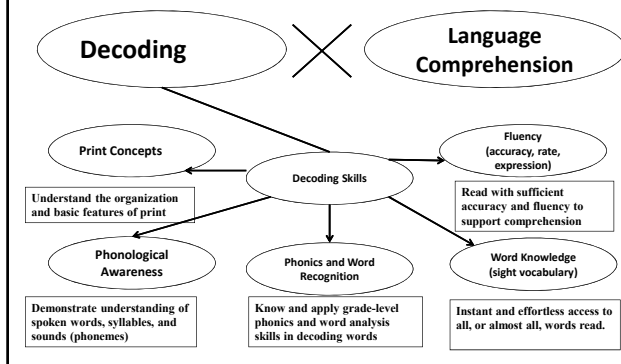 Decoding
Language
Comprehension
Print Concepts
Understand the organization
and basic features of print
Decoding Skills
Fluency
(accuracy, rate,
expression)
Read with sufficient
accuracy and fluency to
support comprehension
Phonological
Awareness
Demonstrate understanding of
spoken words, syllables, and
sounds (phonemes)
Phonics and Word
Recognition
Know and apply grade-level
phonics and word analysis
skills in decoding words
Word Knowledge
(sight vocabulary)
Instant and effortless access to
all, or almost all, words read.